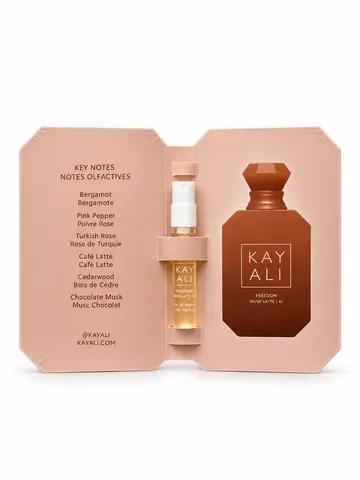 KEY NOTES
NOTES OLFACTIVES
Bergamot
Bergamote
Pink Pepper
Poivre Rose
Turkish Rose
Rose de Turquie
Café Latte
Café Latte
Cedarwood
Bois de Cèdre
Chocolate Musk
Musc Chocolat
@KAYALI
KAYALI.COM
KAY
ALI
FREEDOM
KAY
ALI
FREEDOM
MUSK LATTE | 41